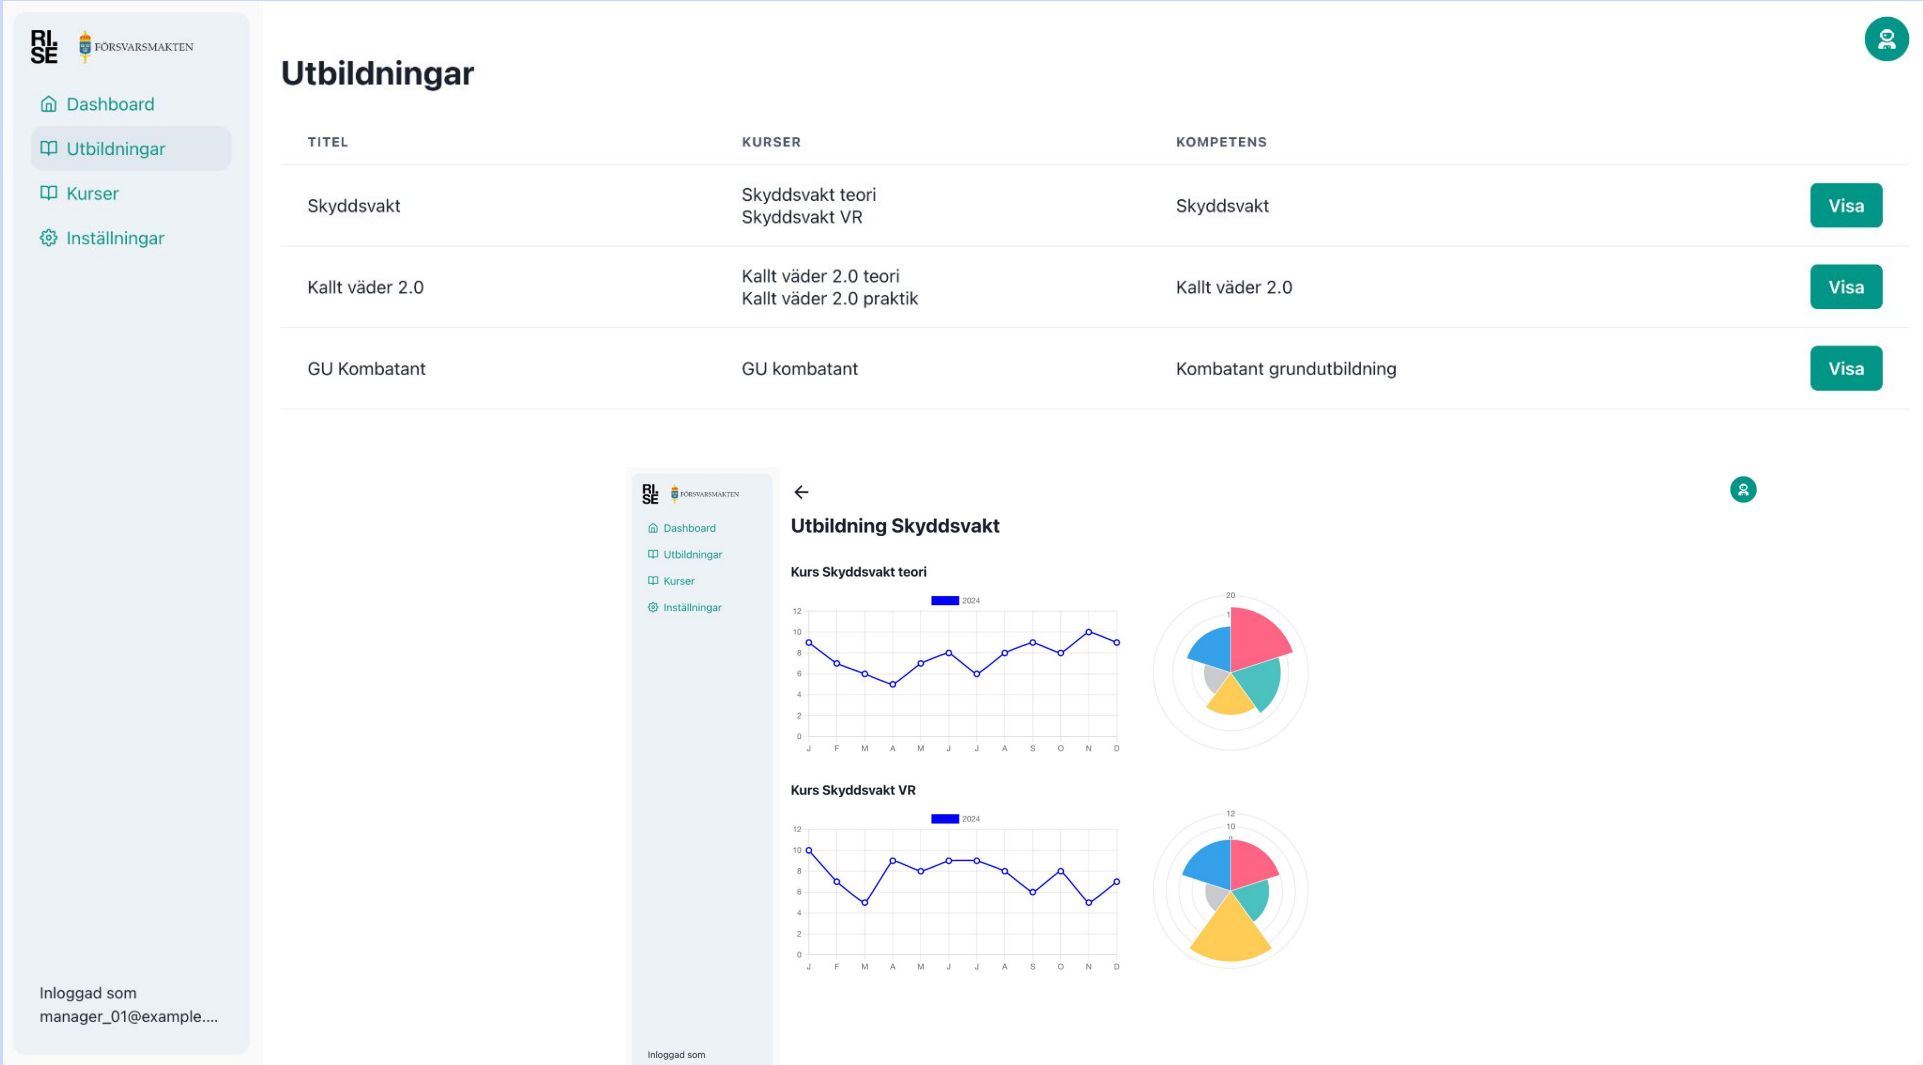 RI.
SE
FÖRSVARSMAKTEN
Dashboard
Utbildningar
Kurser
Inställningar
Inloggad som
manager_01@example....
Utbildningar
TITEL KURSER KOMPETENS
Skyddsvakt
Skyddsvakt teori
Skyddsvakt VR
Skyddsvakt
Visa
Kallt väder 2.0
Kallt väder 2.0 teori
Kallt väder 2.0 praktik
Kallt väder 2.0
Visa
GU Kombatant
GU kombatant
Kombatant grundutbildning
Visa
RI.
SE
FÖRSVARSMAKTEN
Dashboard
Utbildningar
Kurser
Inställningar
Inloggad som
Utbildning Skyddsvakt
Kurs Skyddsvakt teori
2024
12
10
8
6
4
2
0
J F M A M J J A S O N D
20
Kurs Skyddsvakt VR
2024
12
10
8
6
4
2
0
J F M A M J J A S O N D
12
10